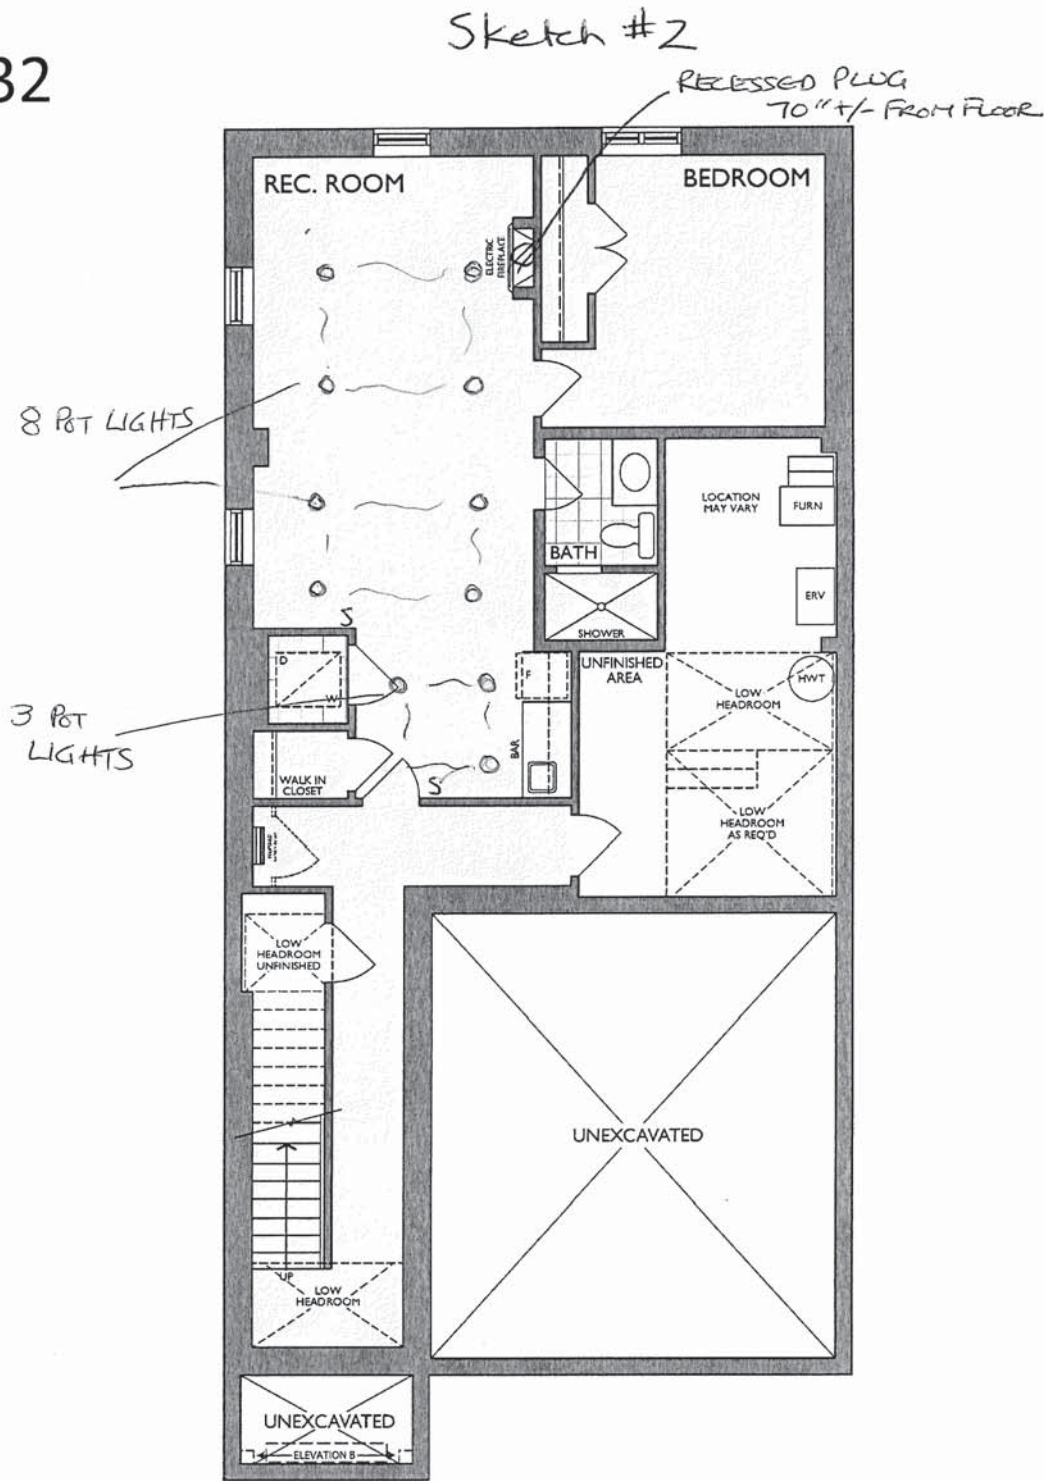 Sketch #2
32
RECESSED PLUG
70" +/- FROM FLOOR
REC. ROOM
BEDROOM
ELECTRIC
FIREPLACE
8 POT LIGHTS
LOCATION
MAY VARY
FURN
BATH
ERV
S
SHOWER
UNFINISHED
AREA
D
W
F
HWT
LOW
HEADROOM
3 POT
LIGHTS
BAR
WALK IN
CLOSET
S
LOW
HEADROOM
AS REQ'D
LOW
HEADROOM
UNFINISHED
UNEXCAVATED
UP
LOW
HEADROOM
UNEXCAVATED
ELEVATION B